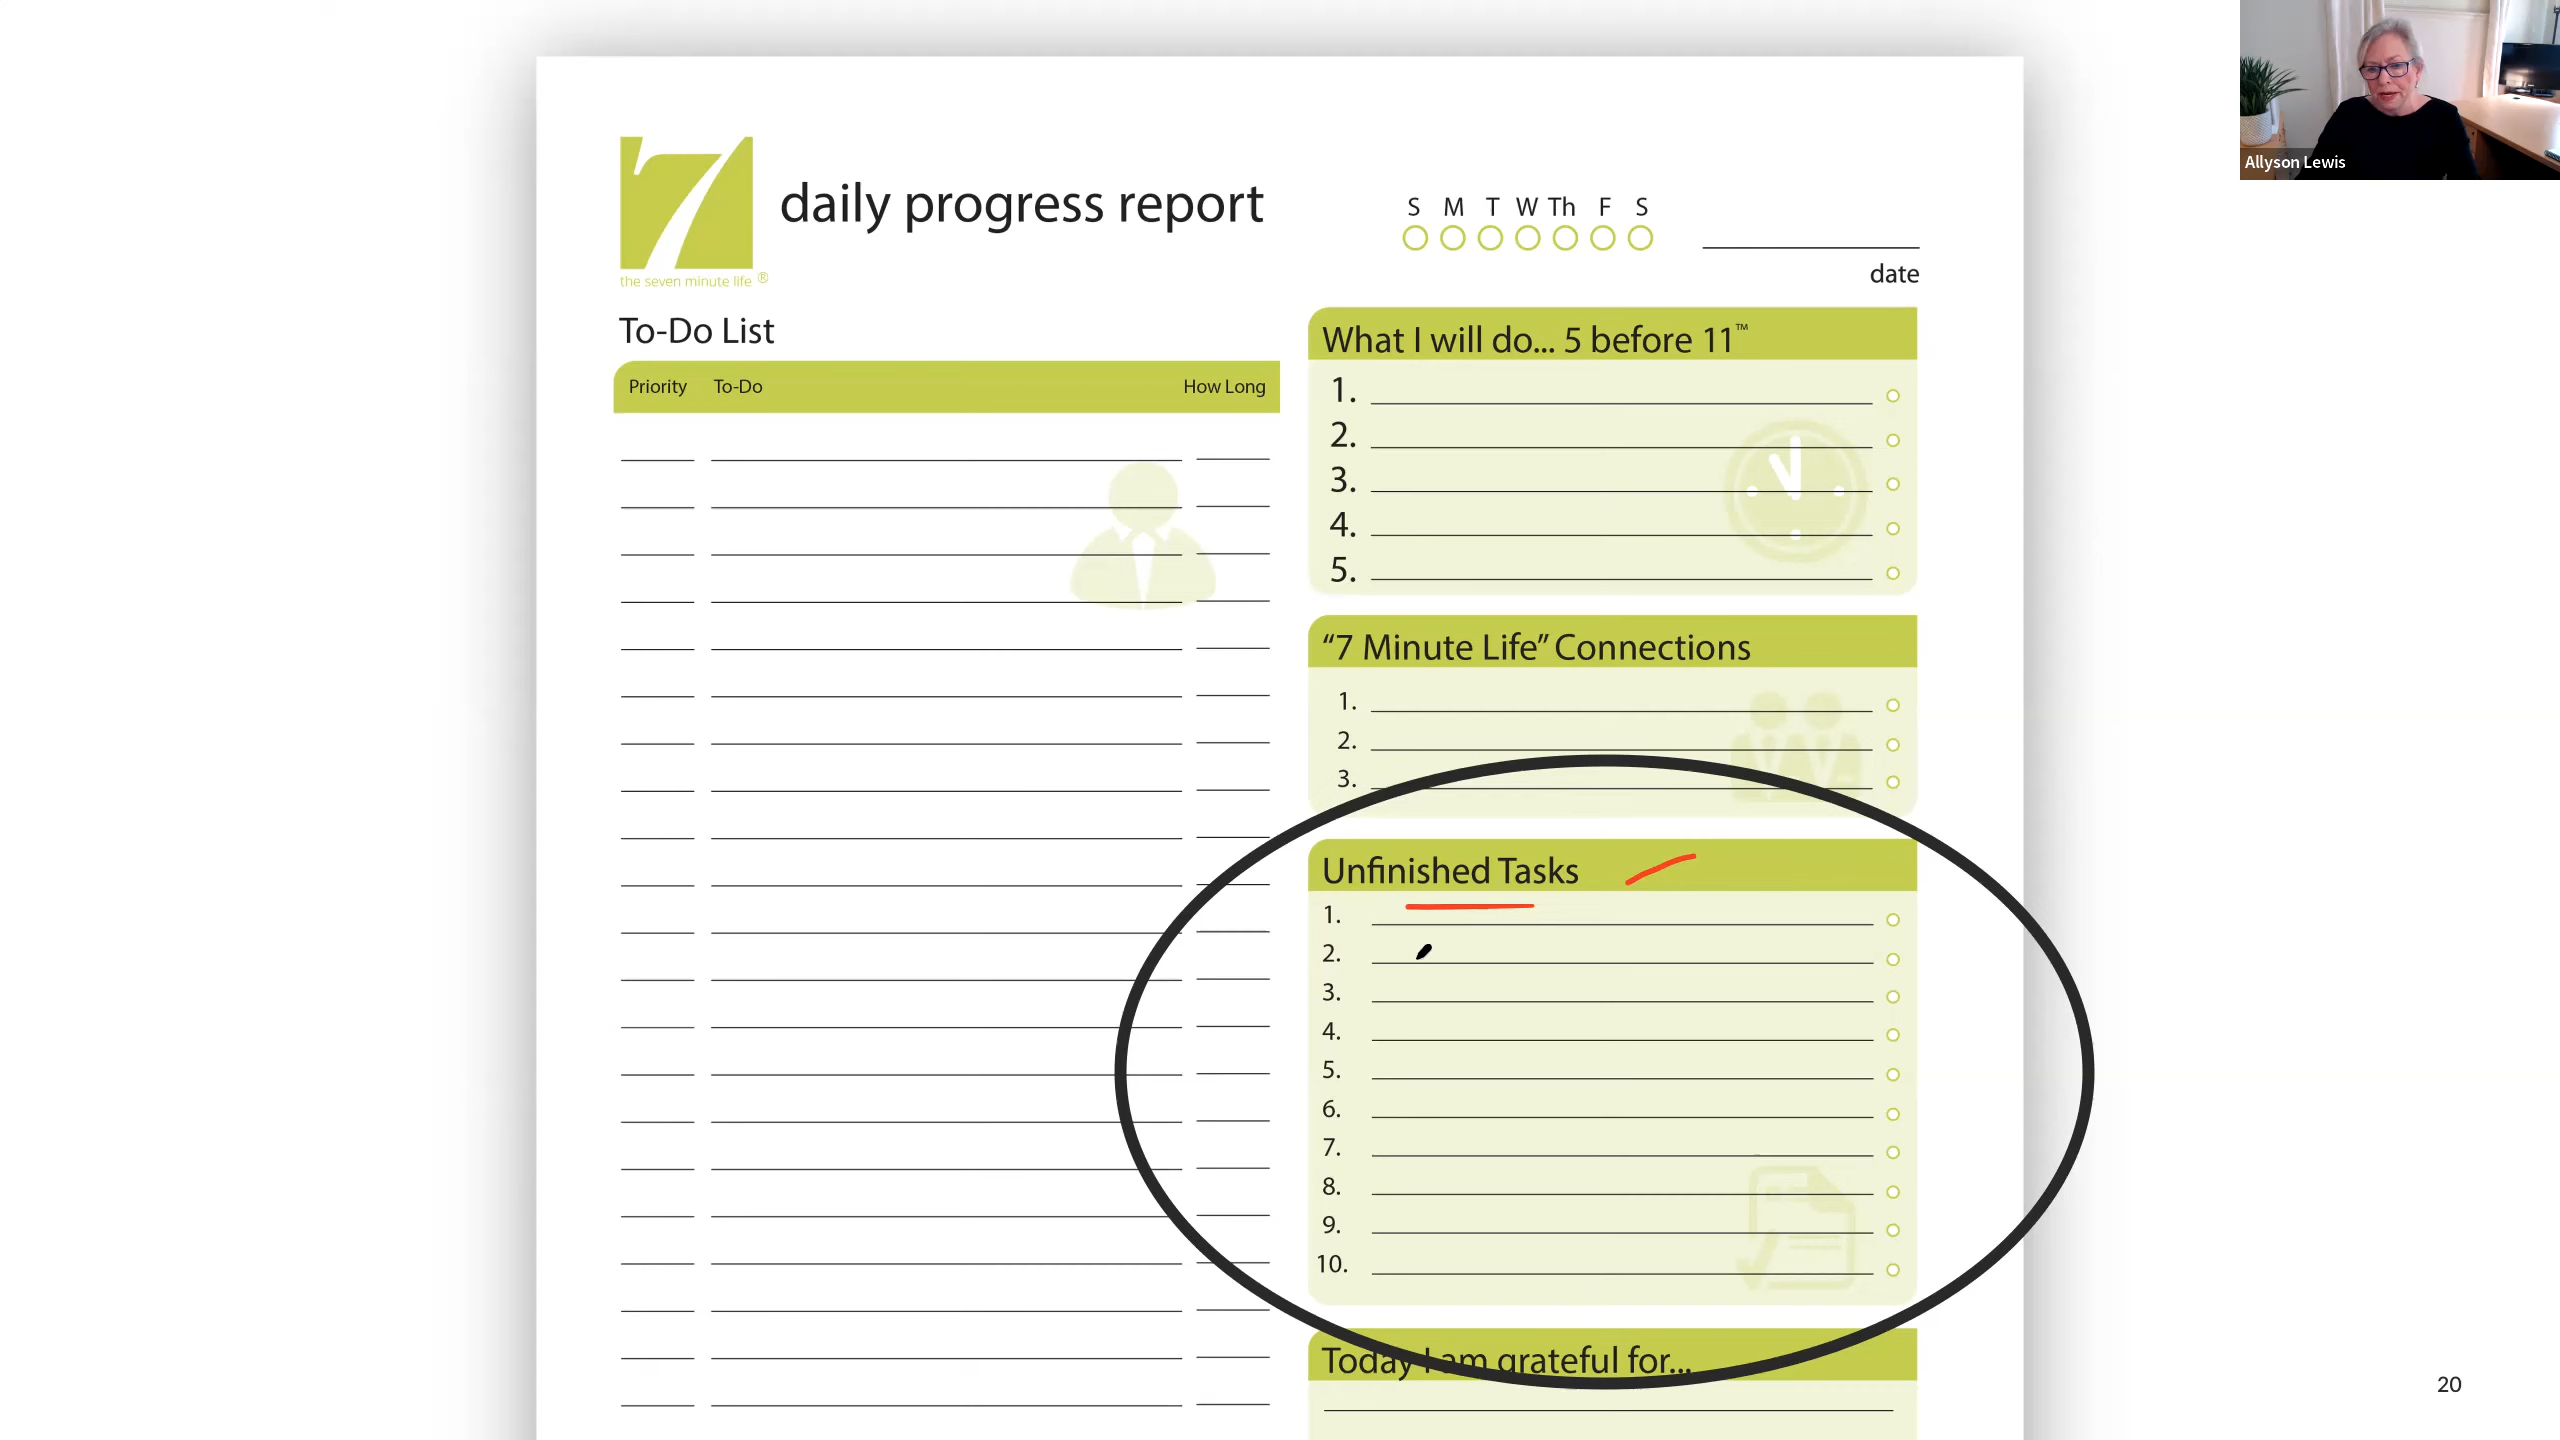 Allyson Lewis
7
the seven minute life ®
daily progress report
S M T W Th F S
date
To-Do List
Priority To-Do How Long
What I will do... 5 before 11™
1.
2.
3.
4.
5.
“7 Minute Life” Connections
1.
2.
3.
Unfinished Tasks
1.
2.
3.
4.
5.
6.
7.
8.
9.
10.
Today I am grateful for...
20